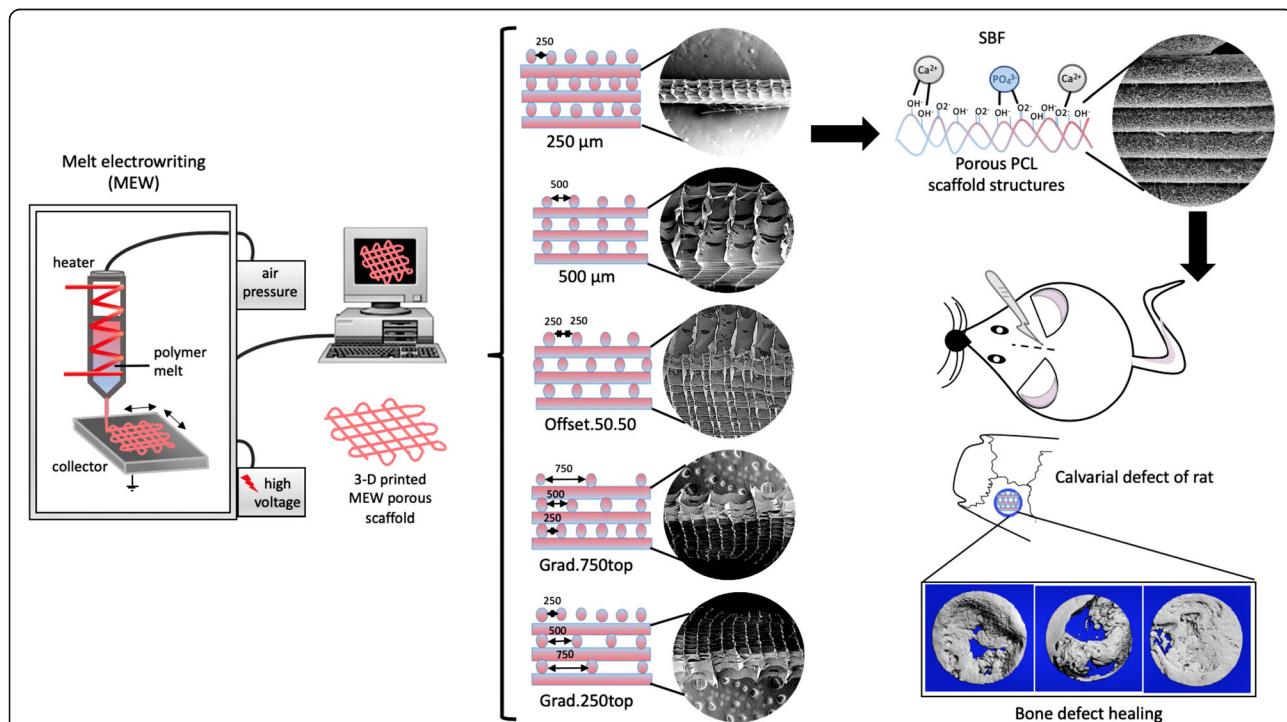 Melt electrowriting
(MEW)
heater
air
pressure
polymer
melt
collector
high
voltage
3-D printed
MEW porous
scaffold
250
250 µm
500
500 µm
250 250
Offset.50.50
750
500
250
Grad.750top
250
500
750
Grad.250top
SBF
Ca2+ PO₄3- Ca2+
OH- OH- O2- OH- O2- OH- O2- OH- OH- O2- OH-
Porous PCL
scaffold structures
Calvarial defect of rat
Bone defect healing